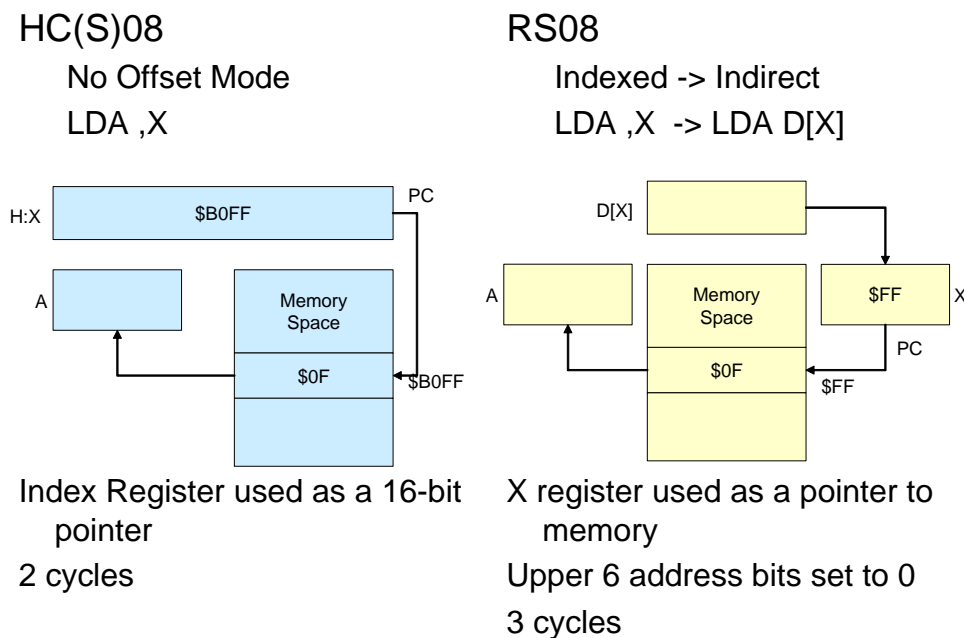 HC(S)08
No Offset Mode
LDA ,X
H:X
$B0FF
PC
A
Memory
Space
$0F
$B0FF
Index Register used as a 16-bit
pointer
2 cycles
RS08
Indexed -> Indirect
LDA ,X -> LDA D[X]
D[X]
A
Memory
Space
$FF
X
PC
$0F
$FF
X register used as a pointer to
memory
Upper 6 address bits set to 0
3 cycles